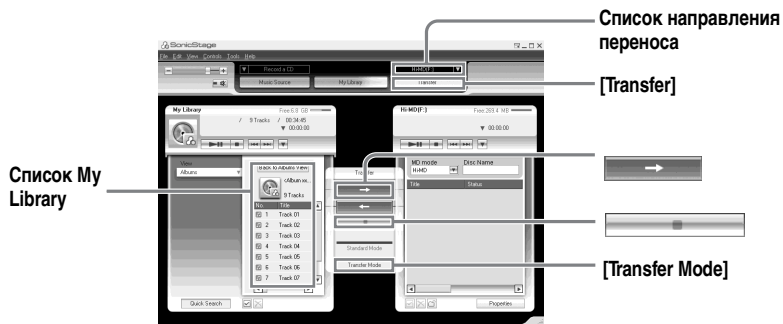 Список направления
переноса
SonicStage
File Edit View Controls Tools Help
Record a CD
Hi-MD(F:)
Music Source
My Library
Transfer
[Transfer]
My Library
Free:6.8 GB
/ 9 Tracks / 00:34:45
00:00:00
Hi-MD(F:)
Free:283.4 MB
00:00:00
Список My
Library
View
Albums
(Back to Albums View)
<Album xx...
9 Tracks
No. Title
1 Track 01
2 Track 02
3 Track 03
4 Track 04
5 Track 05
6 Track 06
7 Track 07
Transfer
Standard Mode
Transfer Mode
MD mode
Hi-MD
Disc Name
Title Status
[Transfer Mode]
Quick Search
Properties